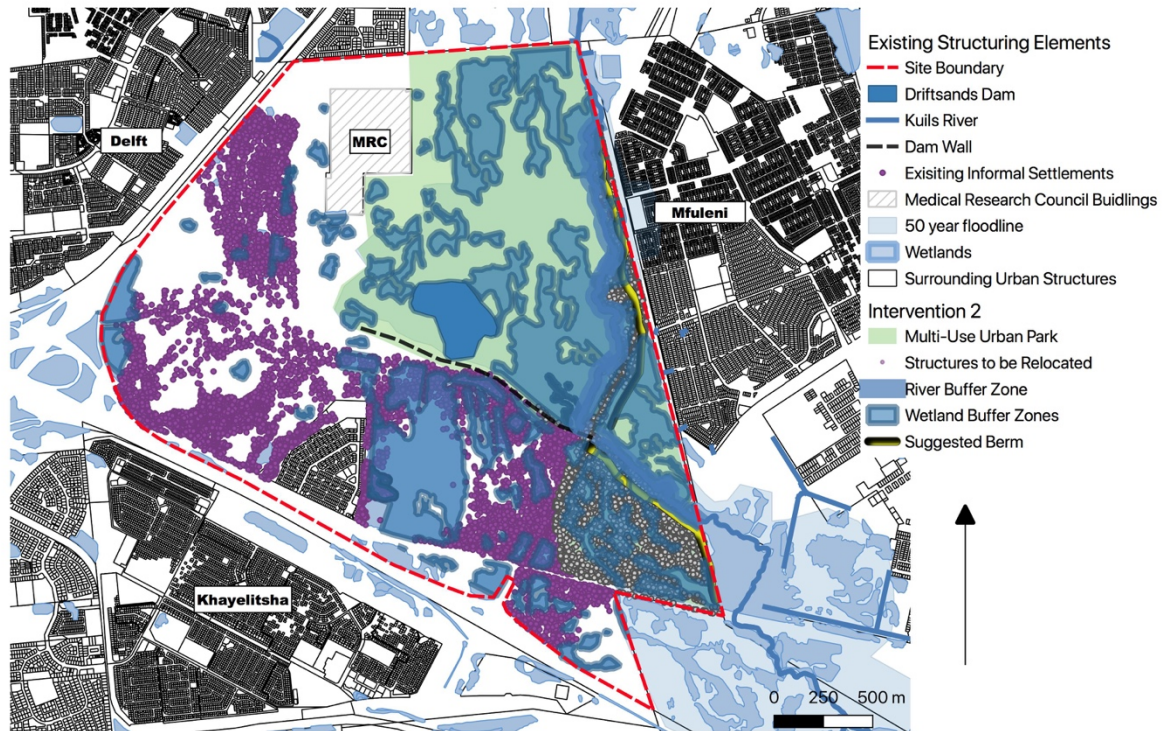 Delft
MRC
Mfuleni
Khayelitsha
Existing Structuring Elements
Site Boundary
Driftsands Dam
Kuils River
Dam Wall
Exisiting Informal Settlements
Medical Research Council Buidlings
50 year floodline
Wetlands
Surrounding Urban Structures
Intervention 2
Multi-Use Urban Park
Structures to be Relocated
River Buffer Zone
Wetland Buffer Zones
Suggested Berm
0 250 500 m